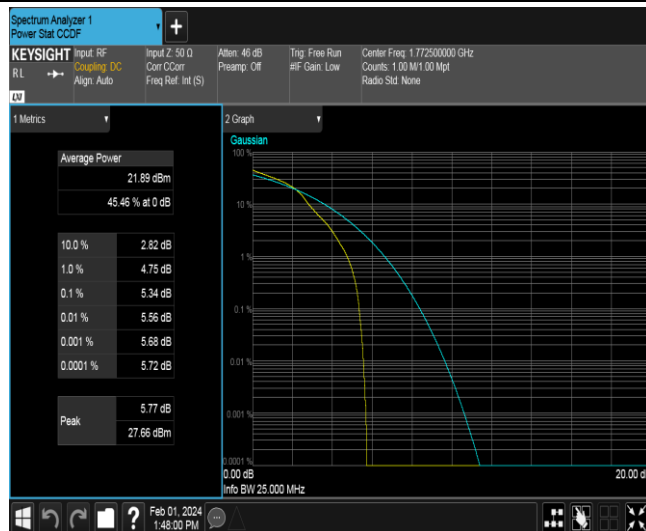 Spectrum Analyzer 1
Power Stat CCDF
+
KEYSIGHT
RL
Input: RF
Coupling: DC
Align: Auto
Input Z: 50 Ω
Corr CCorr
Freq Ref: Int (S)
Atten: 46 dB
Preamp: Off
Trig: Free Run
#IF Gain: Low
Center Freq: 1.772500000 GHz
Counts: 1.00 M/1.00 Mpt
Radio Std: None
1 Metrics
Average Power
21.89 dBm
45.46 % at 0 dB
10.0 % 2.82 dB
1.0 % 4.75 dB
0.1 % 5.34 dB
0.01 % 5.56 dB
0.001 % 5.68 dB
0.0001 % 5.72 dB
Peak
5.77 dB
27.66 dBm
2 Graph
Gaussian
100 %
10 %
1 %
0.1 %
0.01 %
0.001 %
0.0001 %
0.00 dB
20.00 d
Info BW 25.000 MHz
?
Feb 01, 2024
1:48:00 PM